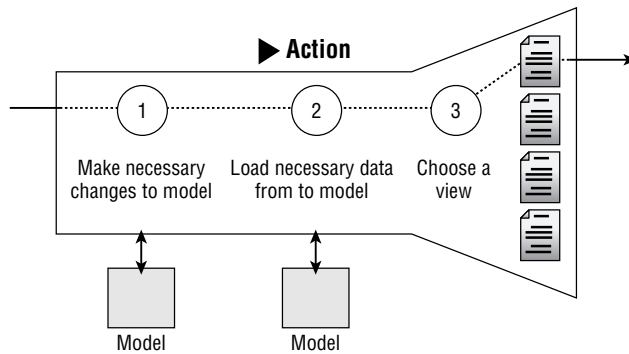 Action
1
2
3
Make necessary
changes to model
Load necessary data
from to model
Choose a
view
Model
Model